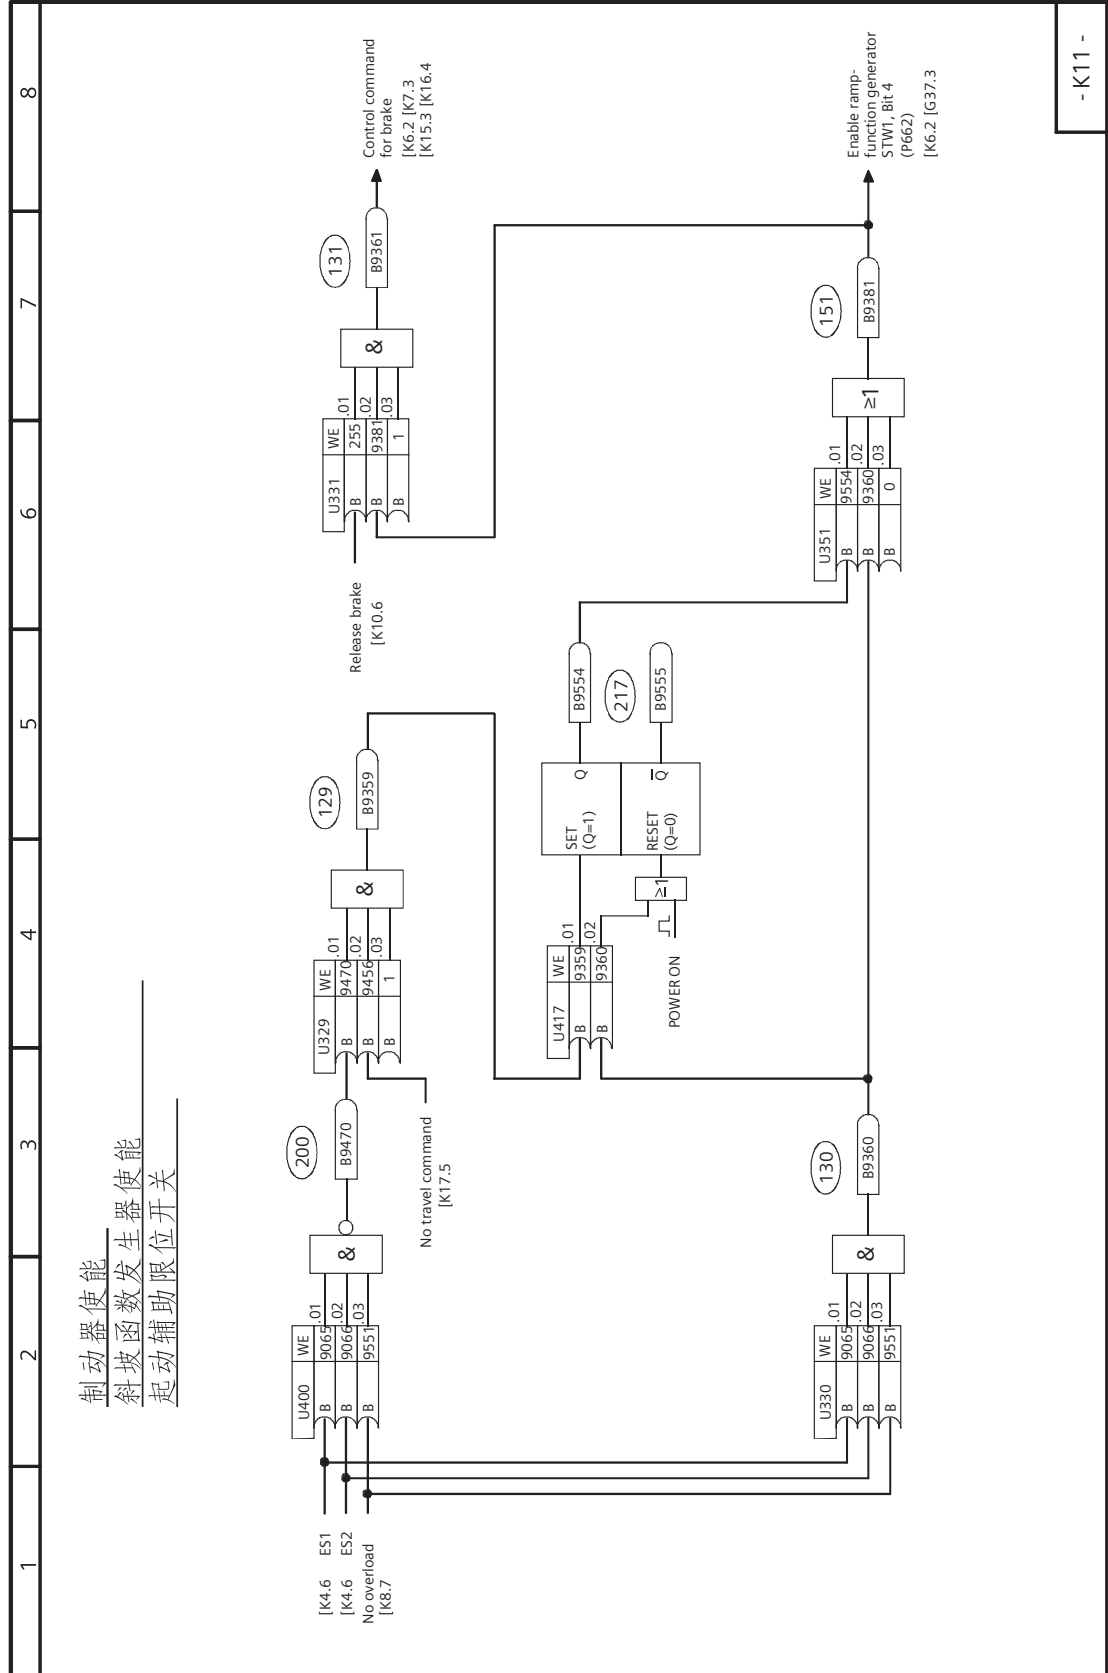 1 2 3 4 5 6 7 8
制动器使能
斜坡函数发生器使能
起动辅助限位开关
[K4.6 ES1
[K4.6 ES2
No overload
[K8.7
U400 WE
B 9065 .01
B 9066 .02
B 9551 .03
&
B9470
200
No travel command
[K17.5
U329 WE
B 9470 .01
B 9456 .02
B 1 .03
&
B9359
129
Release brake
[K10.6
U331 WE
B 255 .01
B 9381 .02
B 1 .03
&
B9361
131
Control command
for brake
[K6.2 [K7.3
[K15.3 [K16.4
U417 WE
B 9359 .01
B 9360 .02
POWER ON
≥1
SET
(Q=1)
Q
RESET
(Q=0)
Q̅
B9554
217
B9555
U330 WE
B 9065 .01
B 9066 .02
B 9551 .03
&
B9360
130
U351 WE
B 9554 .01
B 9360 .02
B 0 .03
≥1
B9381
151
Enable ramp-
function generator
STW1, Bit 4
(P662)
[K6.2 [G37.3
- K11 -